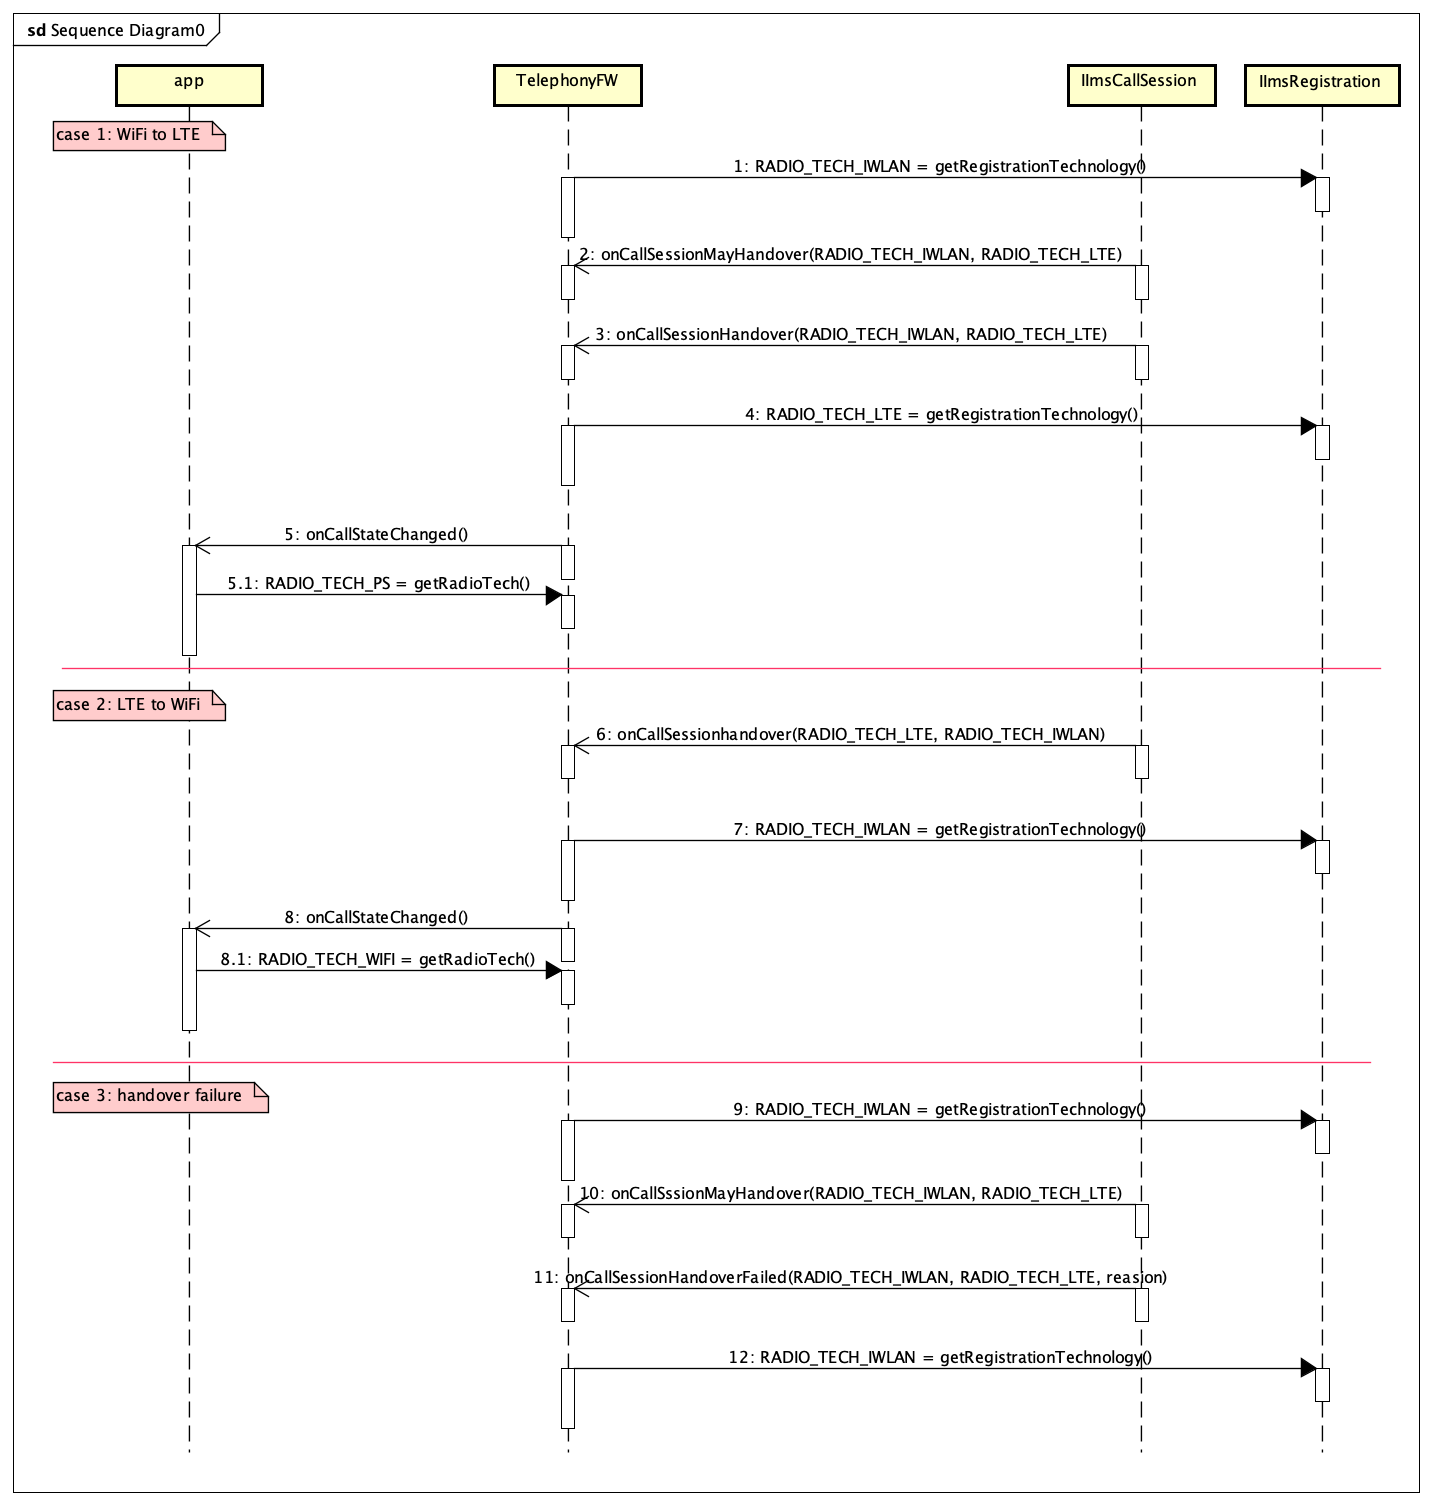 sd Sequence Diagram0
app
TelephonyFW
IImsCallSession
IImsRegistration
case 1: WiFi to LTE
1: RADIO_TECH_IWLAN = getRegistrationTechnology()
2: onCallSessionMayHandover(RADIO_TECH_IWLAN, RADIO_TECH_LTE)
3: onCallSessionHandover(RADIO_TECH_IWLAN, RADIO_TECH_LTE)
4: RADIO_TECH_LTE = getRegistrationTechnology()
5: onCallStateChanged()
5.1: RADIO_TECH_PS = getRadioTech()
case 2: LTE to WiFi
6: onCallSessionhandover(RADIO_TECH_LTE, RADIO_TECH_IWLAN)
7: RADIO_TECH_IWLAN = getRegistrationTechnology()
8: onCallStateChanged()
8.1: RADIO_TECH_WIFI = getRadioTech()
case 3: handover failure
9: RADIO_TECH_IWLAN = getRegistrationTechnology()
10: onCallSssionMayHandover(RADIO_TECH_IWLAN, RADIO_TECH_LTE)
11: onCallSessionHandoverFailed(RADIO_TECH_IWLAN, RADIO_TECH_LTE, reasion)
12: RADIO_TECH_IWLAN = getRegistrationTechnology()